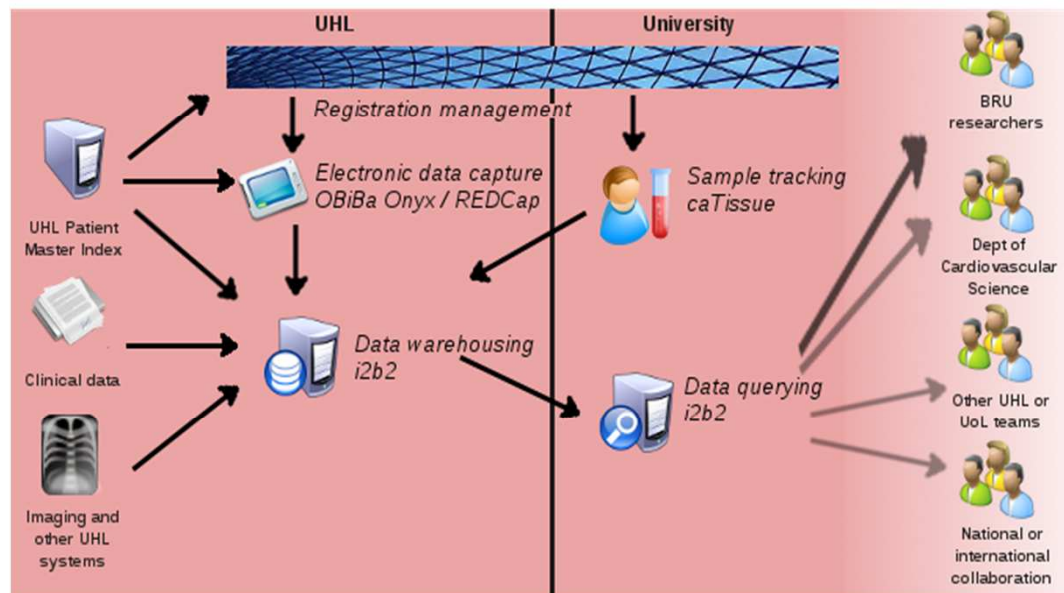 UHL
University
Registration management
UHL Patient
Master Index
Electronic data capture
OBiBa Onyx / REDCap
Sample tracking
caTissue
Clinical data
Data warehousing
i2b2
Data querying
i2b2
Imaging and
other UHL
systems
BRU
researchers
Dept of
Cardiovascular
Science
Other UHL or
UoL teams
National or
international
collaboration